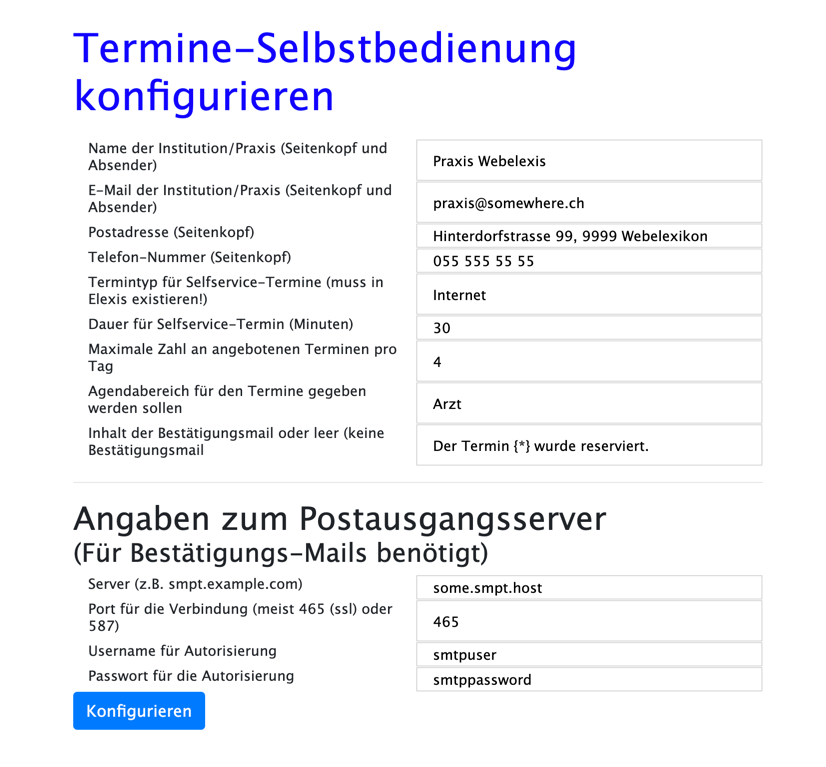 Termine-Selbstbedienung
konfigurieren
Name der Institution/Praxis (Seitenkopf und
Absender)
Praxis Webelexis
E-Mail der Institution/Praxis (Seitenkopf und
Absender)
praxis@somewhere.ch
Postadresse (Seitenkopf)
Hinterdorfstrasse 99, 9999 Webelexikon
Telefon-Nummer (Seitenkopf)
055 555 55 55
Termintyp für Selfservice-Termine (muss in
Elexis existieren!)
Internet
Dauer für Selfservice-Termin (Minuten)
30
Maximale Zahl an angebotenen Terminen pro
Tag
4
Agendabereich für den Termine gegeben
werden sollen
Arzt
Inhalt der Bestätigungsmail oder leer (keine
Bestätigungsmail
Der Termin {*} wurde reserviert.
Angaben zum Postausgangsserver
(Für Bestätigungs-Mails benötigt)
Server (z.B. smpt.example.com)
some.smpt.host
Port für die Verbindung (meist 465 (ssl) oder
587)
465
Username für Autorisierung
smtpuser
Passwort für die Autorisierung
smtppassword
Konfigurieren